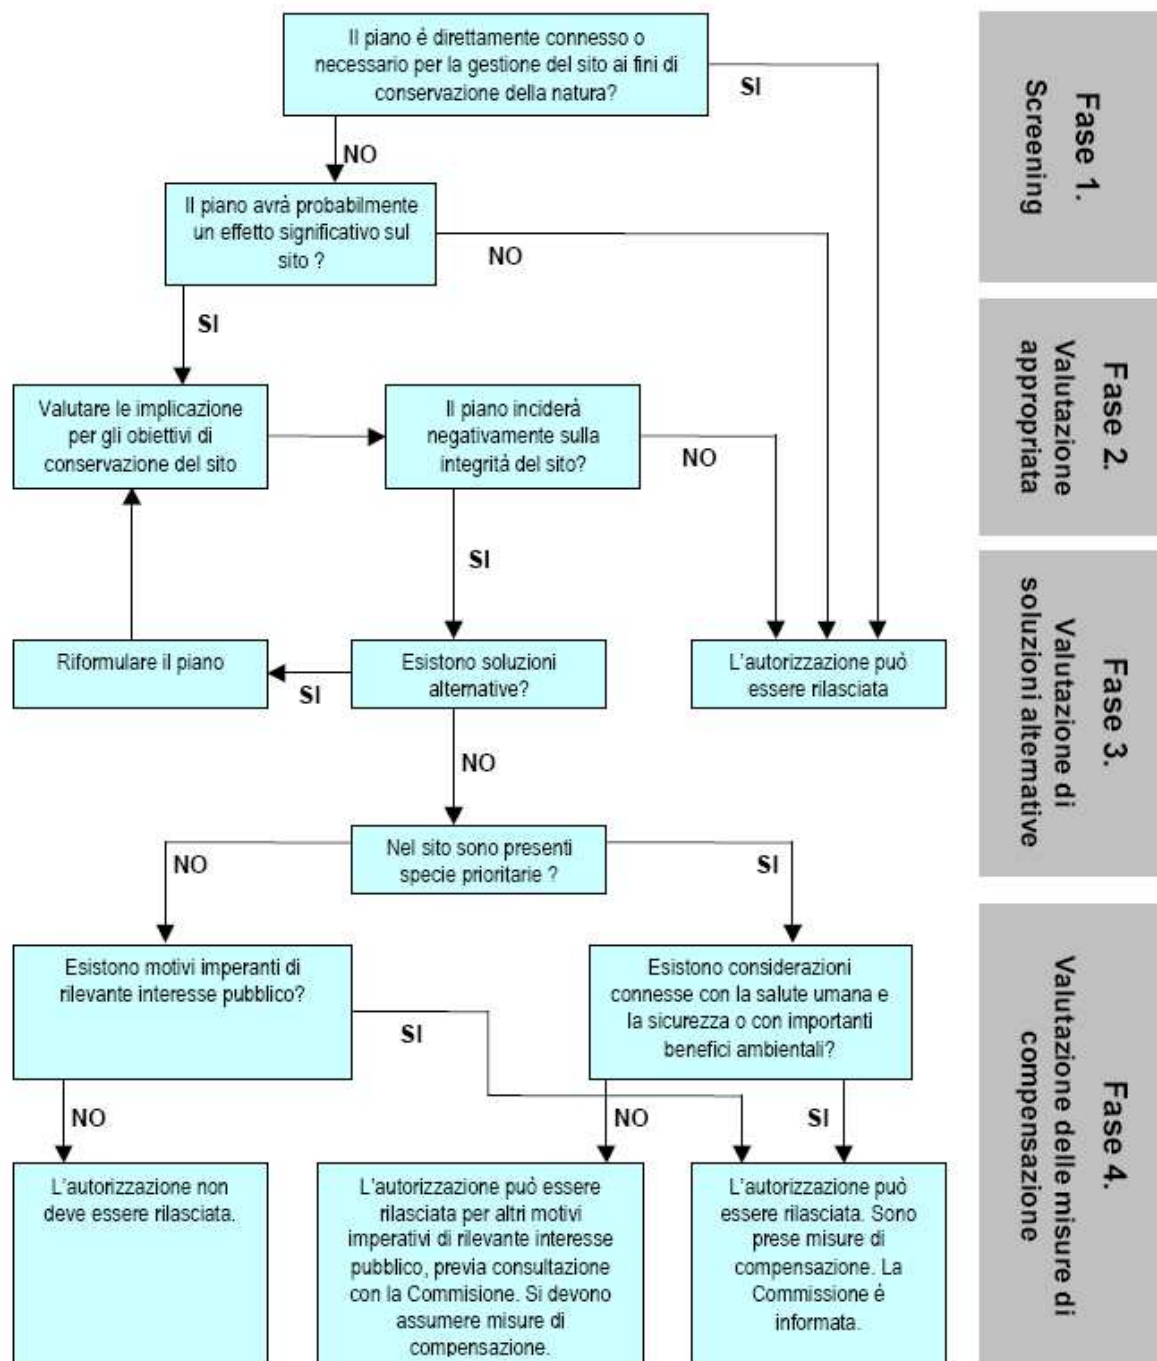 Il piano é direttamente connesso o
necessario per la gestione del sito ai fini di
conservazione della natura?
SI
NO
Il piano avrà probabilmente
un effetto significativo sul
sito ?
NO
SI
Valutare le implicazione
per gli obiettivi di
conservazione del sito
Il piano inciderà
negativamente sulla
integrità del sito?
NO
SI
Riformulare il piano
SI
Esistono soluzioni
alternative?
L'autorizzazione può
essere rilasciata
NO
Nel sito sono presenti
specie prioritarie ?
NO
SI
Esistono motivi imperanti di
rilevante interesse pubblico?
SI
Esistono considerazioni
connesse con la salute umana e
la sicurezza o con importanti
benefici ambientali?
NO
NO
SI
L'autorizzazione non
deve essere rilasciata.
L'autorizzazione può essere
rilasciata per altri motivi
imperativi di rilevante interesse
pubblico, previa consultazione
con la Commisione. Si devono
assumere misure di
compensazione.
L'autorizzazione può
essere rilasciata. Sono
prese misure di
compensazione. La
Commissione é
informata.
Fase 1.
Screening
Fase 2.
Valutazione
appropriata
Fase 3.
Valutazione di
soluzioni alternative
Fase 4.
Valutazione delle misure di
compensazione